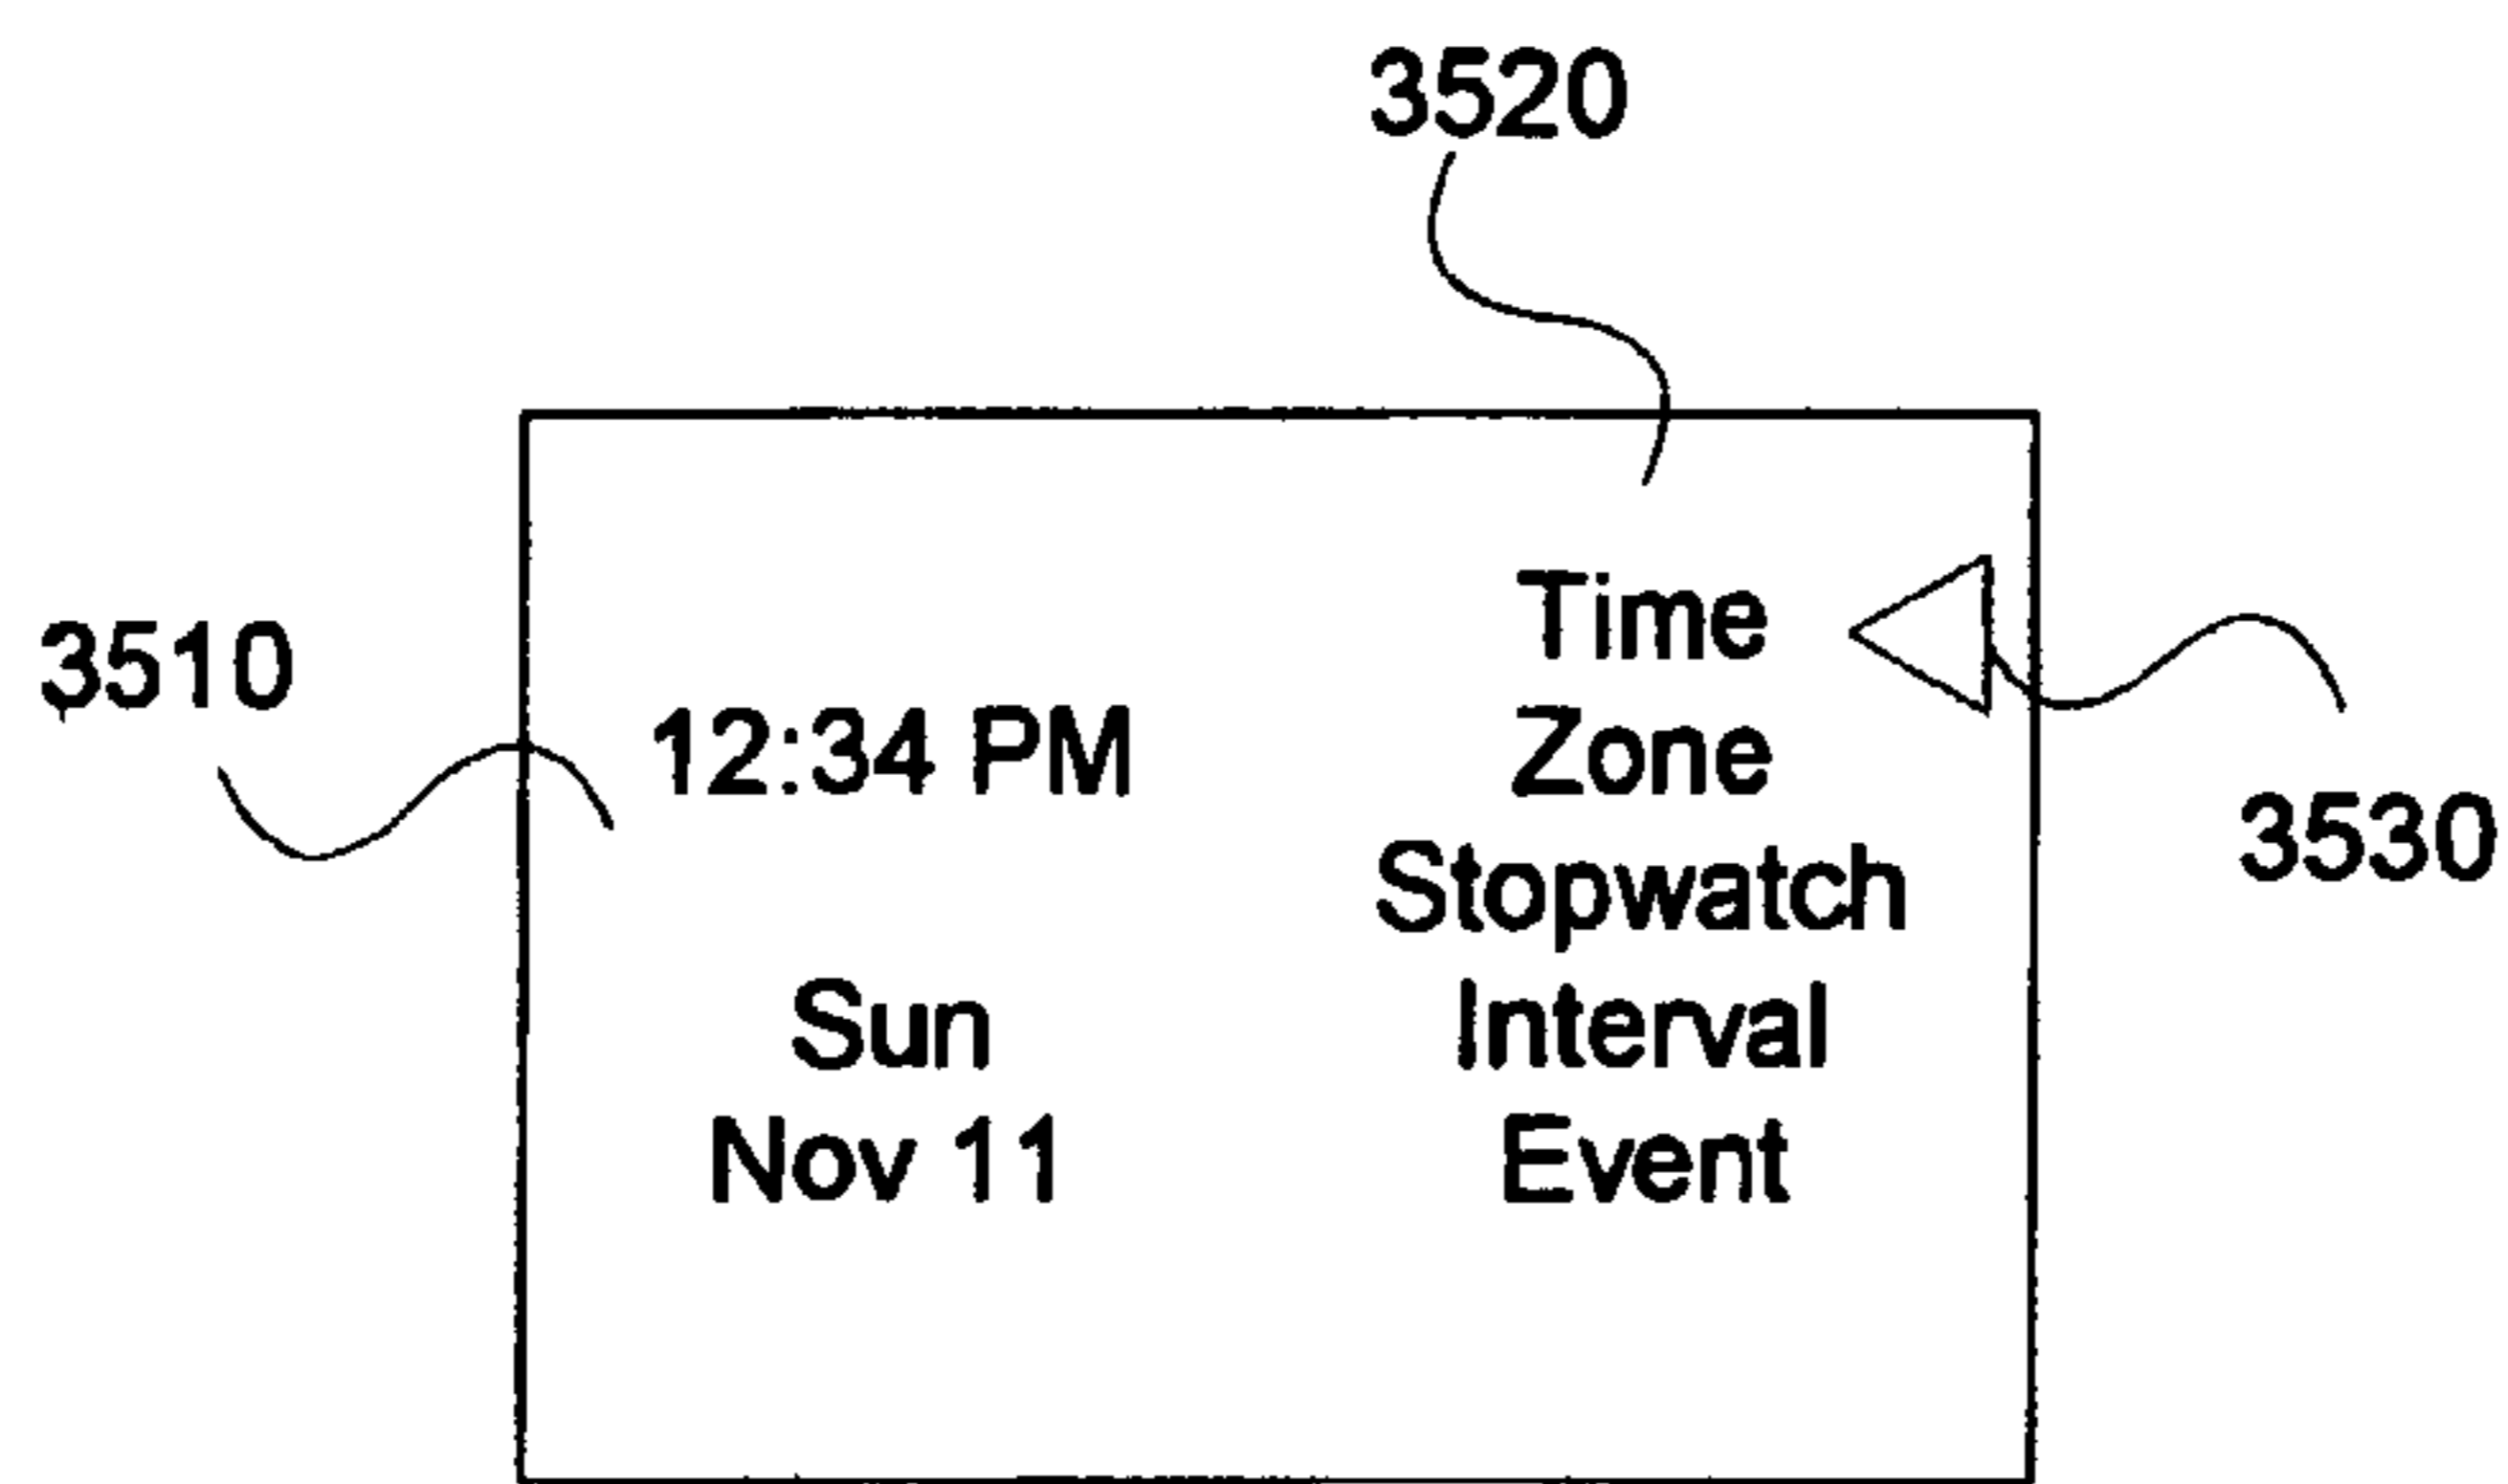 3520
3510
3530
12:34 PM
Sun
Nov 11
Time
Zone
Stopwatch
Interval
Event